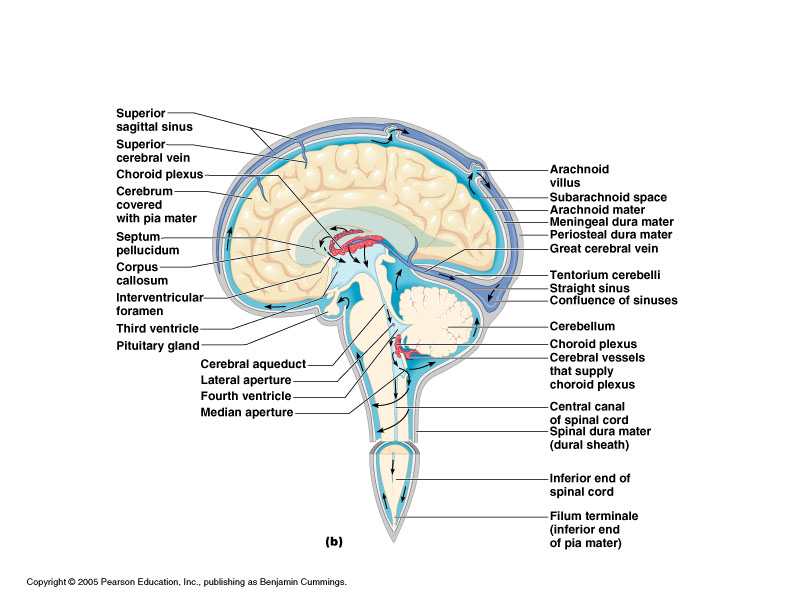 Superior
sagittal sinus
Superior
cerebral vein
Choroid plexus
Cerebrum
covered
with pia mater
Septum
pellucidum
Corpus
callosum
Interventricular
foramen
Third ventricle
Pituitary gland
Cerebral aqueduct
Lateral aperture
Fourth ventricle
Median aperture
Arachnoid
villus
Subarachnoid space
Arachnoid mater
Meningeal dura mater
Periosteal dura mater
Great cerebral vein
Tentorium cerebelli
Straight sinus
Confluence of sinuses
Cerebellum
Choroid plexus
Cerebral vessels
that supply
choroid plexus
Central canal
of spinal cord
Spinal dura mater
(dural sheath)
Inferior end of
spinal cord
Filum terminale
(inferior end
of pia mater)
(b)
Copyright © 2005 Pearson Education, Inc., publishing as Benjamin Cummings.